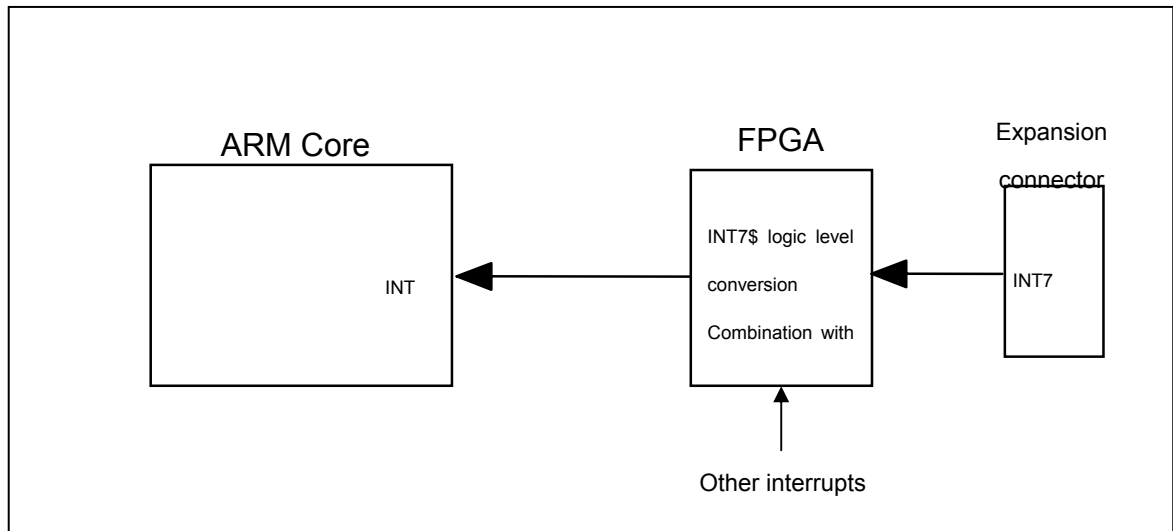 ARM Core
INT
FPGA
INT7$ logic level
conversion
Combination with
Other interrupts
Expansion
connector
INT7